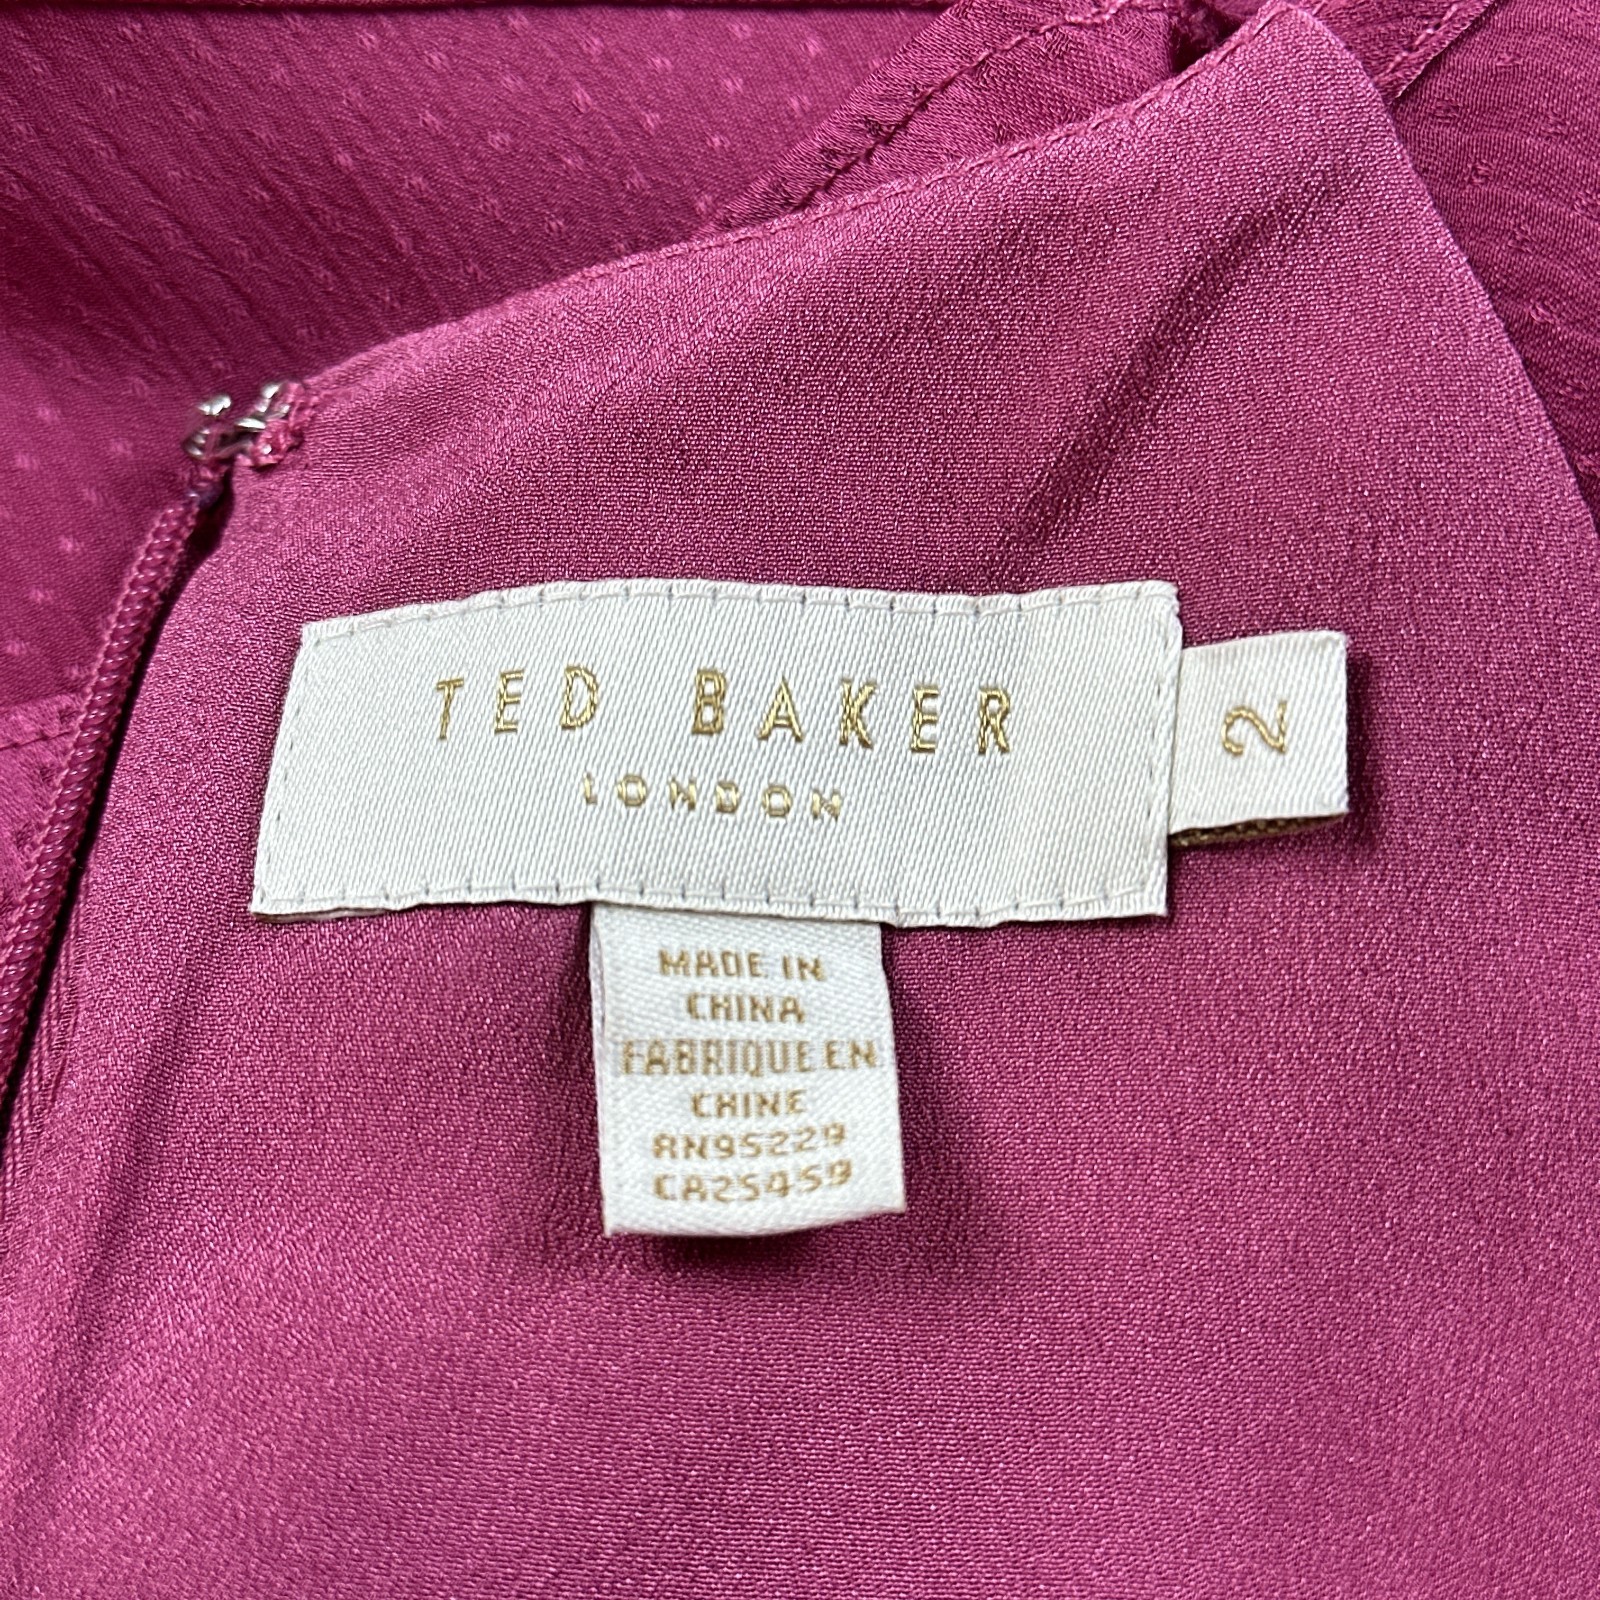 TED BAKER
LONDON
2
MADE IN
CHINA
FABRIQUE EN
CHINE
RN95229
CA25459